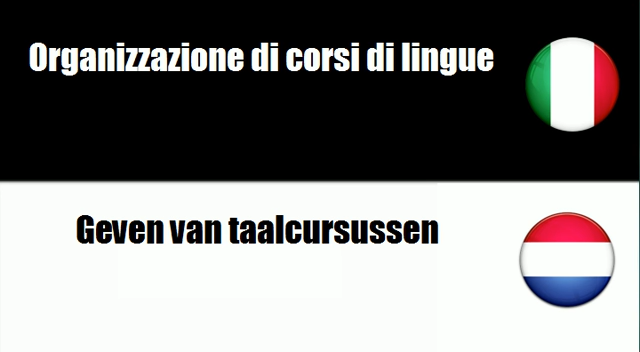 Organizzazione di corsi di lingue
Geven van taalcursussen